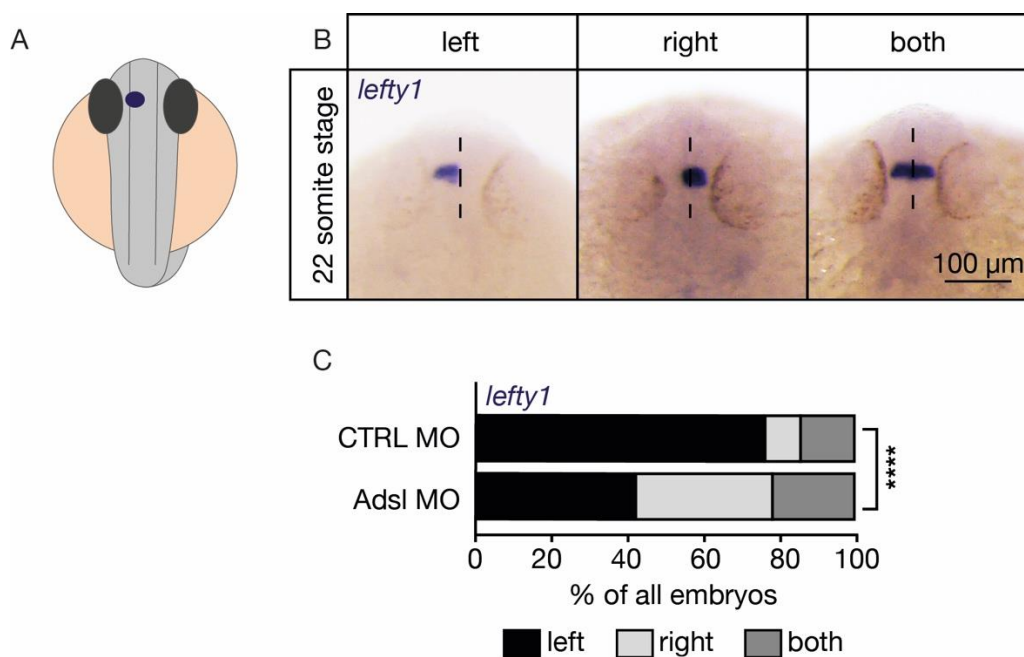 A
B
left
right
both
22 somite stage
lefty1
100 µm
C
lefty1
CTRL MO
Adsl MO
****
0 20 40 60 80 100
% of all embryos
left right both